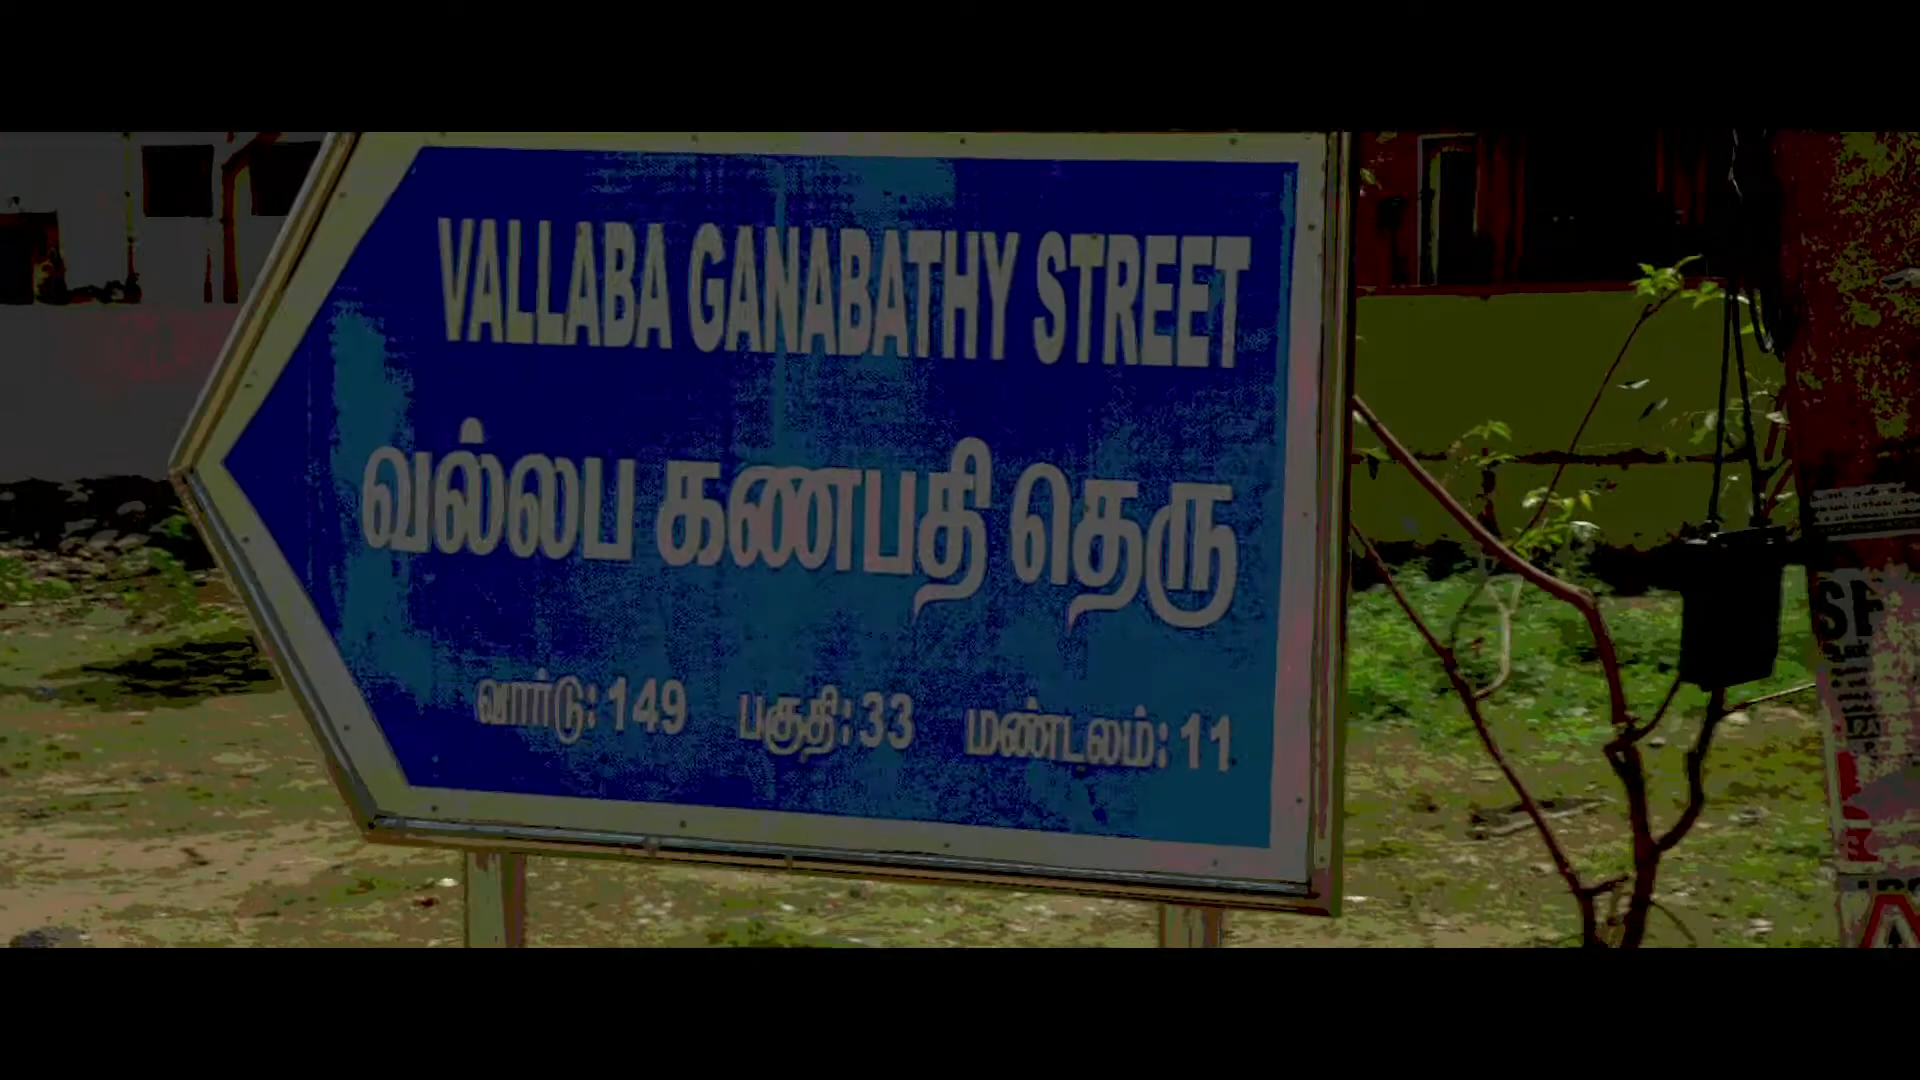 VALLABA GANABATHY STREET
வல்லப கணபதி தெரு
வார்டு: 149 பகுதி: 33 மண்டலம்: 11